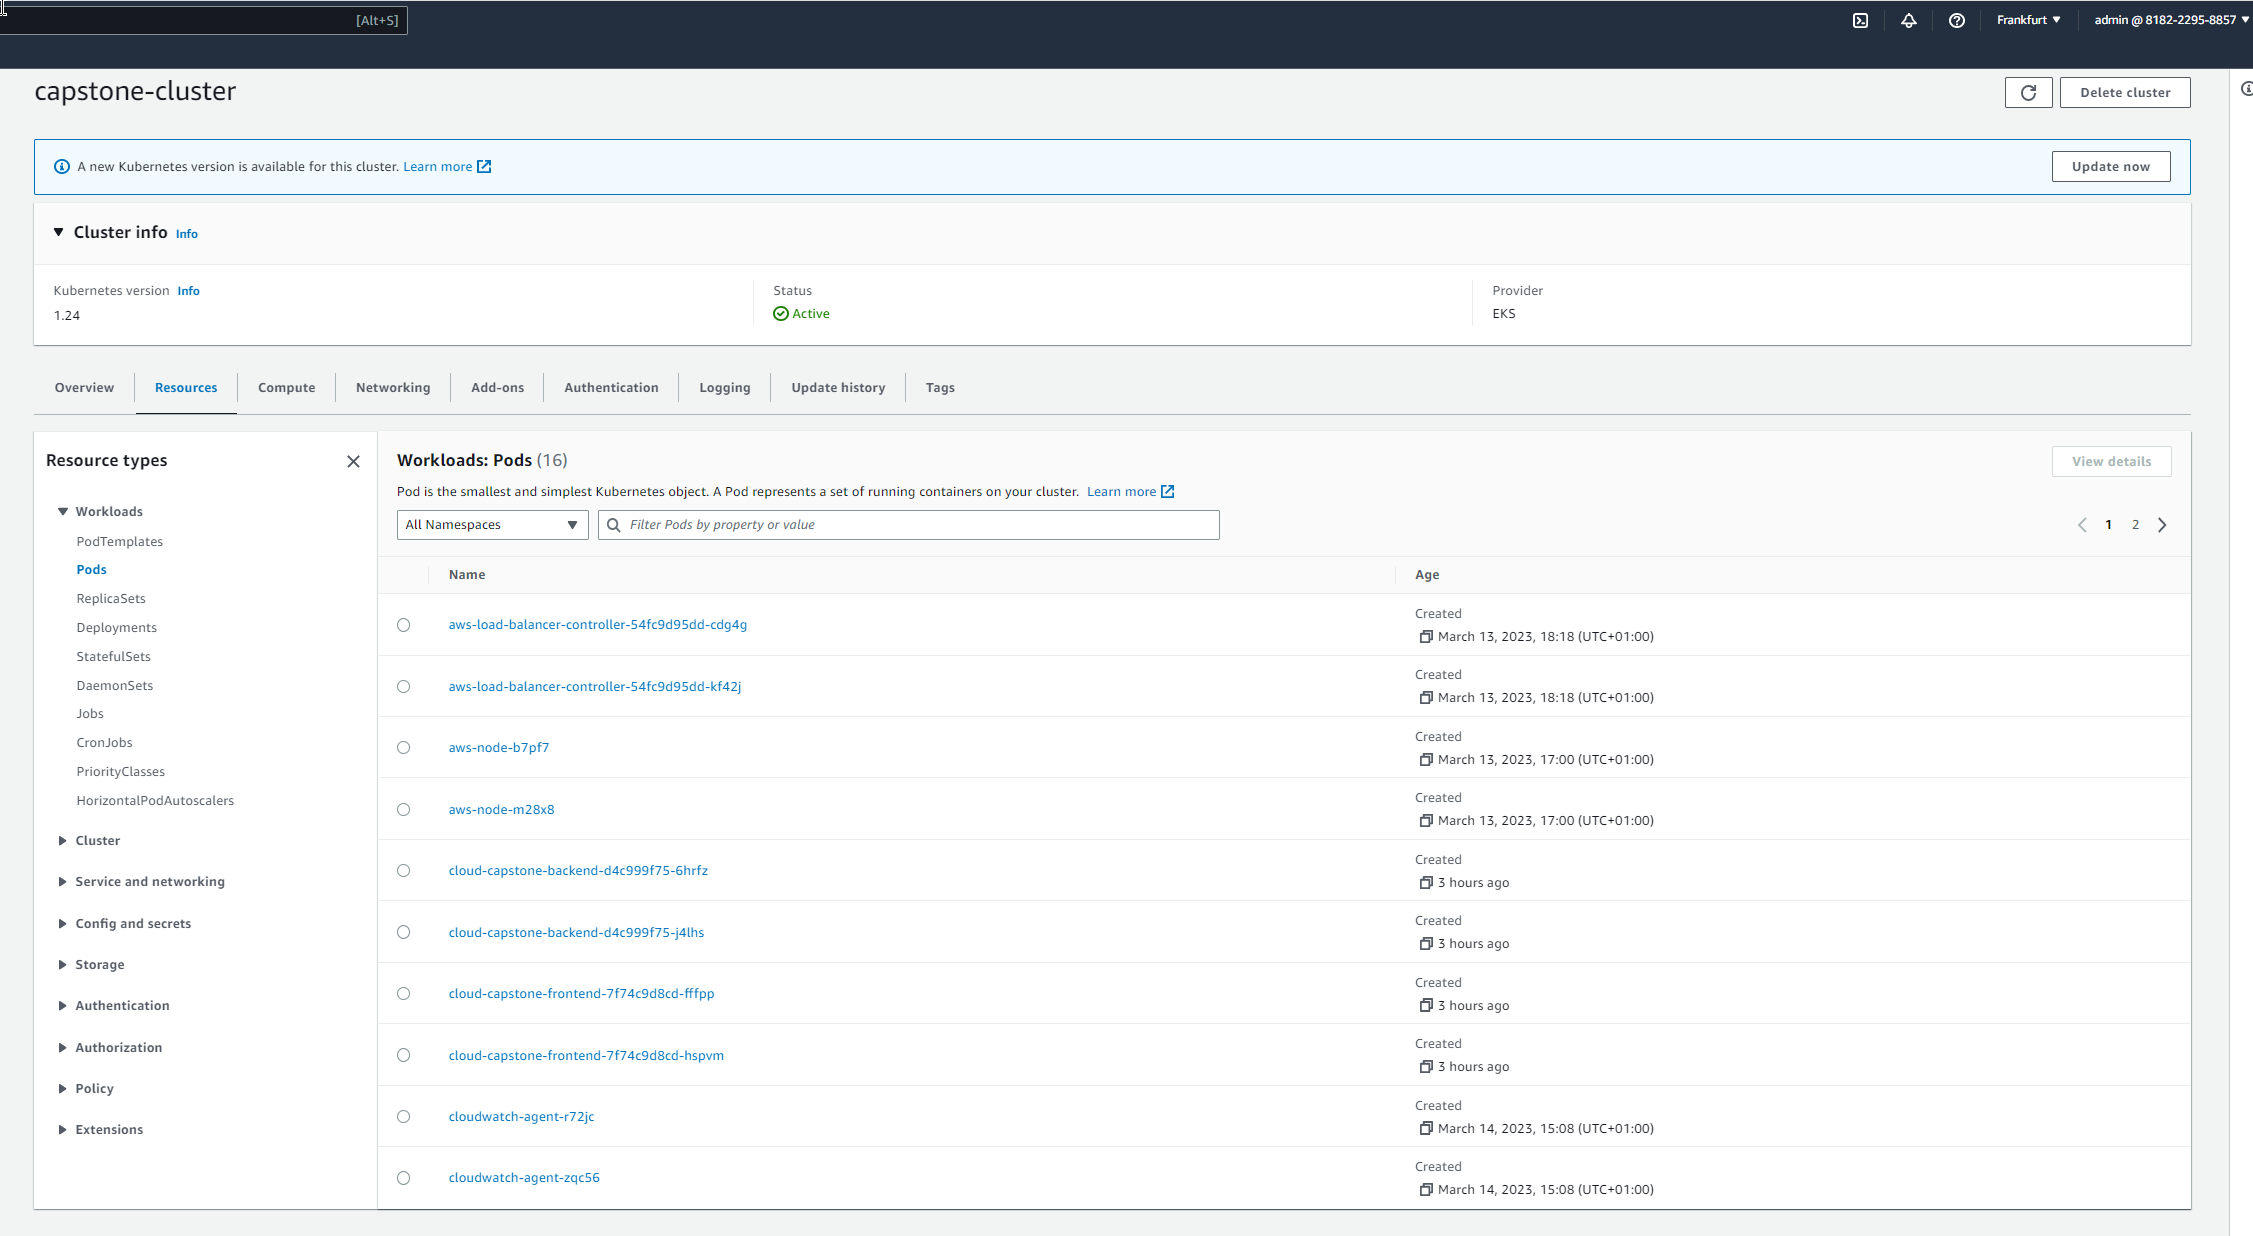 [Alt+S]
Frankfurt
admin @ 8182-2295-8857
capstone-cluster
Delete cluster
A new Kubernetes version is available for this cluster. Learn more
Update now
Cluster info Info
Kubernetes version Info
1.24
Status
Active
Provider
EKS
Overview Resources Compute Networking Add-ons Authentication Logging Update history Tags
Resource types
Workloads
PodTemplates
Pods
ReplicaSets
Deployments
StatefulSets
DaemonSets
Jobs
CronJobs
PriorityClasses
HorizontalPodAutoscalers
Cluster
Service and networking
Config and secrets
Storage
Authentication
Authorization
Policy
Extensions
Workloads: Pods (16)
View details
Pod is the smallest and simplest Kubernetes object. A Pod represents a set of running containers on your cluster. Learn more
All Namespaces
Filter Pods by property or value
1 2
Name Age
aws-load-balancer-controller-54fc9d95dd-cdg4g
Created
March 13, 2023, 18:18 (UTC+01:00)
aws-load-balancer-controller-54fc9d95dd-kf42j
Created
March 13, 2023, 18:18 (UTC+01:00)
aws-node-b7pf7
Created
March 13, 2023, 17:00 (UTC+01:00)
aws-node-m28x8
Created
March 13, 2023, 17:00 (UTC+01:00)
cloud-capstone-backend-d4c999f75-6hrfz
Created
3 hours ago
cloud-capstone-backend-d4c999f75-j4lhs
Created
3 hours ago
cloud-capstone-frontend-7f74c9d8cd-fffpp
Created
3 hours ago
cloud-capstone-frontend-7f74c9d8cd-hspvm
Created
3 hours ago
cloudwatch-agent-r72jc
Created
March 14, 2023, 15:08 (UTC+01:00)
cloudwatch-agent-zqc56
Created
March 14, 2023, 15:08 (UTC+01:00)